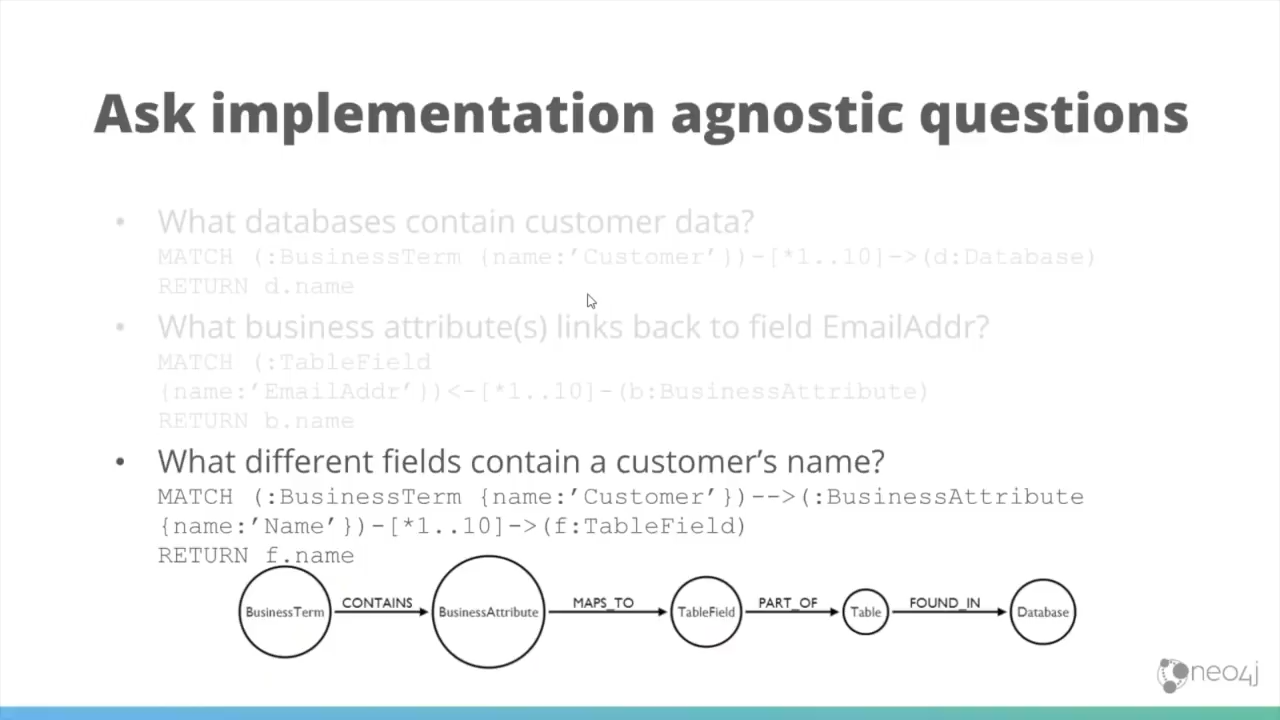 Ask implementation agnostic questions
• What databases contain customer data?
MATCH (:BusinessTerm {name:’Customer’})-[*1..10]->(d:Database)
RETURN d.name
• What business attribute(s) links back to field EmailAddr?
MATCH (:TableField
{name:’EmailAddr’})<-[*1..10]-(b:BusinessAttribute)
RETURN b.name
• What different fields contain a customer’s name?
MATCH (:BusinessTerm {name:’Customer’})-->(:BusinessAttribute
{name:’Name’})-[*1..10]->(f:TableField)
RETURN f.name
BusinessTerm CONTAINS BusinessAttribute MAPS_TO TableField PART_OF Table FOUND_IN Database
neo4j